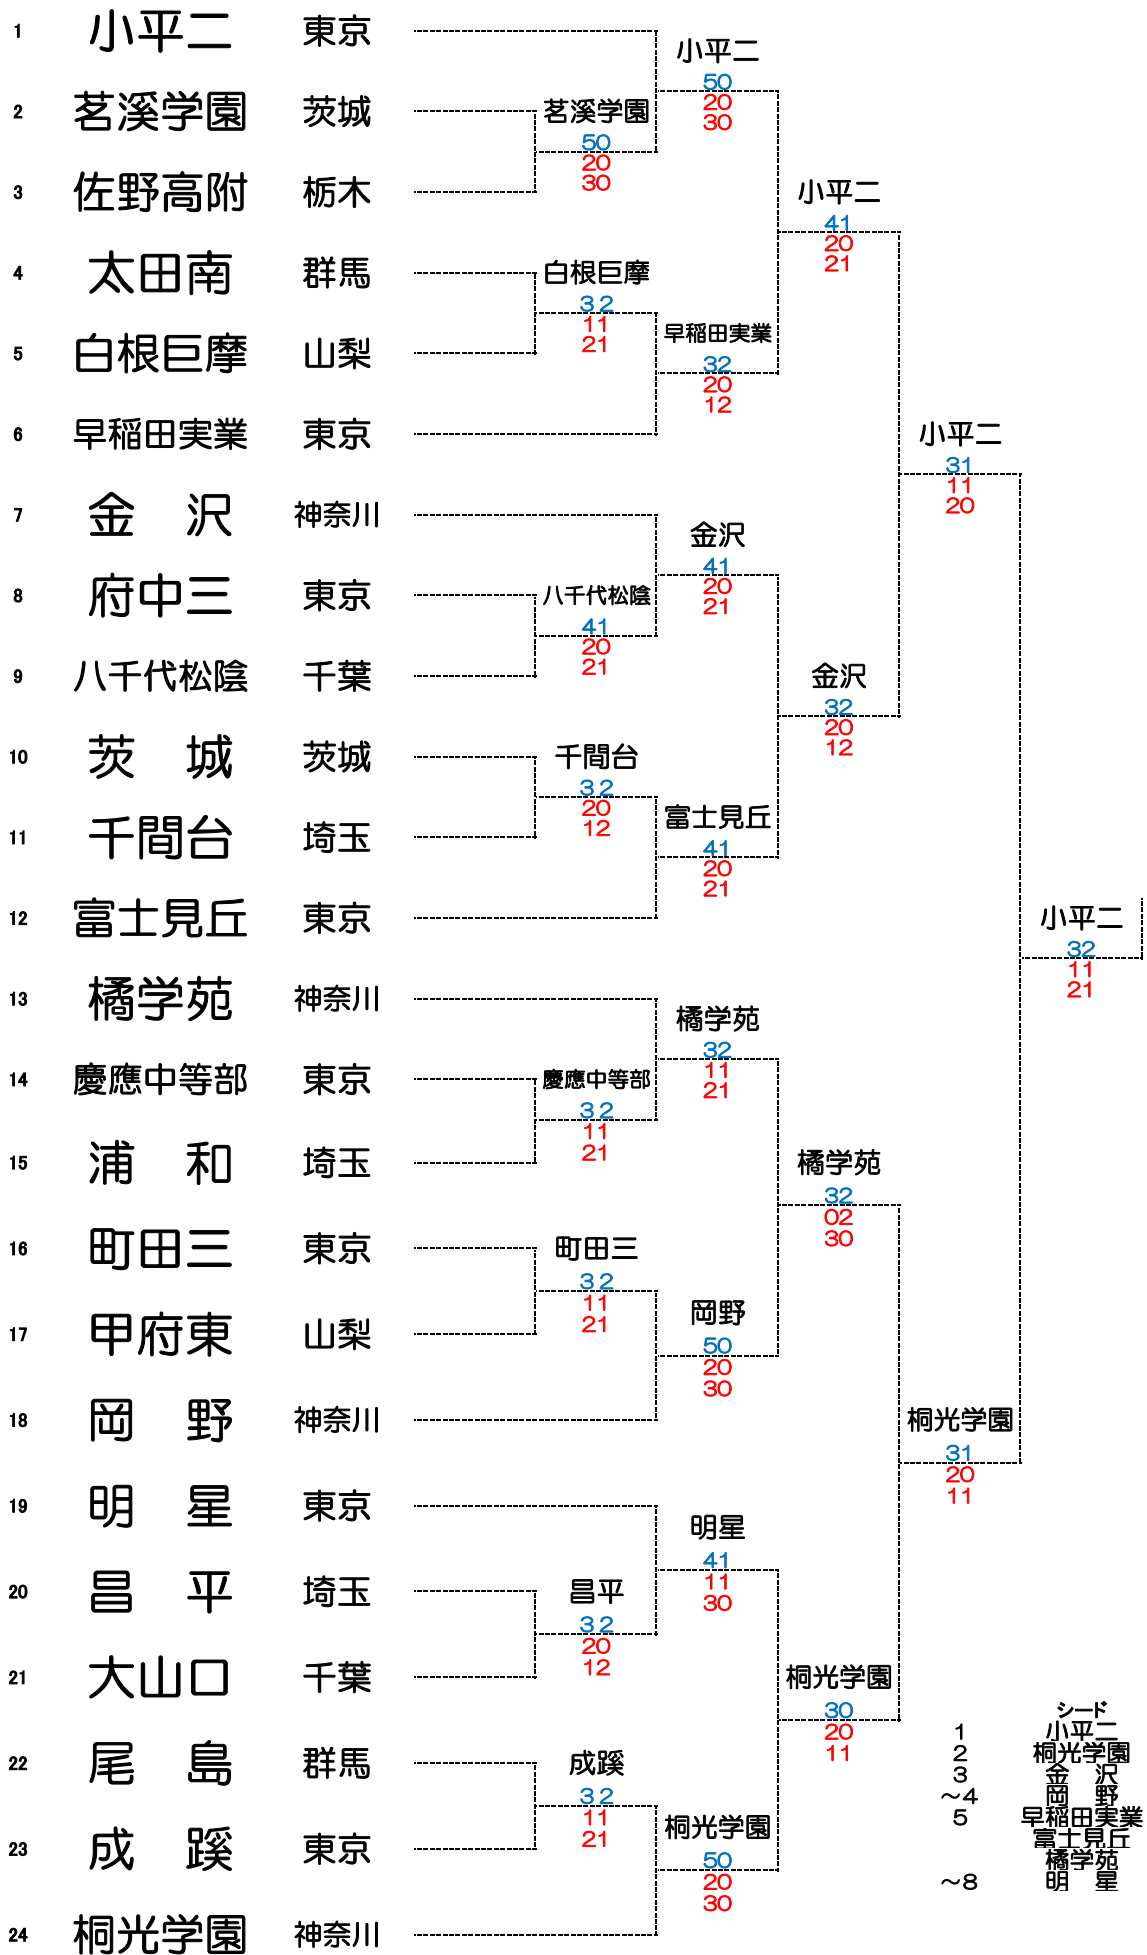 1 小平二 東京
小平二
50
20
30
2 茗溪学園 茨城
茗溪学園
50
20
30
3 佐野高附 栃木
小平二
41
20
21
4 太田南 群馬
白根巨摩
32
11
21
5 白根巨摩 山梨
早稲田実業
32
20
12
6 早稲田実業 東京
小平二
31
11
20
7 金 沢 神奈川
金沢
41
20
21
8 府中三 東京
八千代松陰
41
20
21
9 八千代松陰 千葉
金沢
32
20
12
10 茨 城 茨城
千間台
32
20
12
11 千間台 埼玉
富士見丘
41
20
21
12 富士見丘 東京
小平二
32
11
21
13 橘学苑 神奈川
橘学苑
32
11
21
14 慶應中等部 東京
慶應中等部
32
11
21
15 浦 和 埼玉
橘学苑
32
02
30
16 町田三 東京
町田三
32
11
21
17 甲府東 山梨
岡野
50
20
30
18 岡 野 神奈川
桐光学園
31
20
11
19 明 星 東京
明星
41
11
30
20 昌 平 埼玉
昌平
32
20
12
21 大山口 千葉
桐光学園
30
20
11
22 尾 島 群馬
成蹊
32
11
21
23 成 蹊 東京
桐光学園
50
20
30
24 桐光学園 神奈川
シード
1 小平二
2 桐光学園
3 金 沢
～4 岡 野
5 早稲田実業
富士見丘
橘学苑
～8 明 星